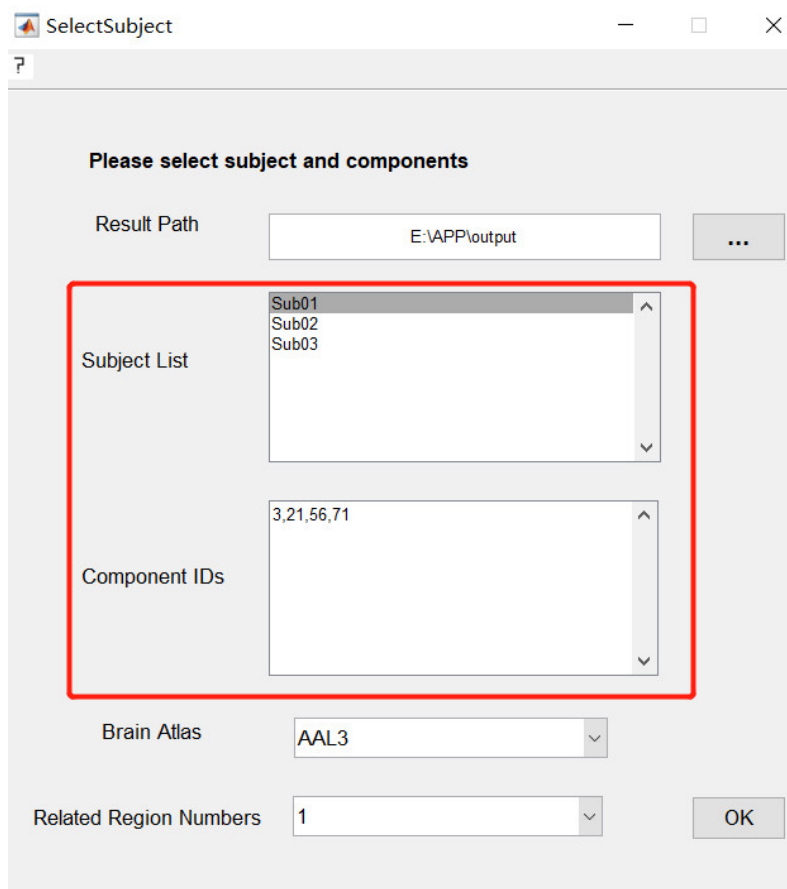 SelectSubject
?
Please select subject and components
Result Path
E:\APP\output
...
Subject List
Sub01
Sub02
Sub03
Component IDs
3,21,56,71
Brain Atlas
AAL3
Related Region Numbers
1
OK